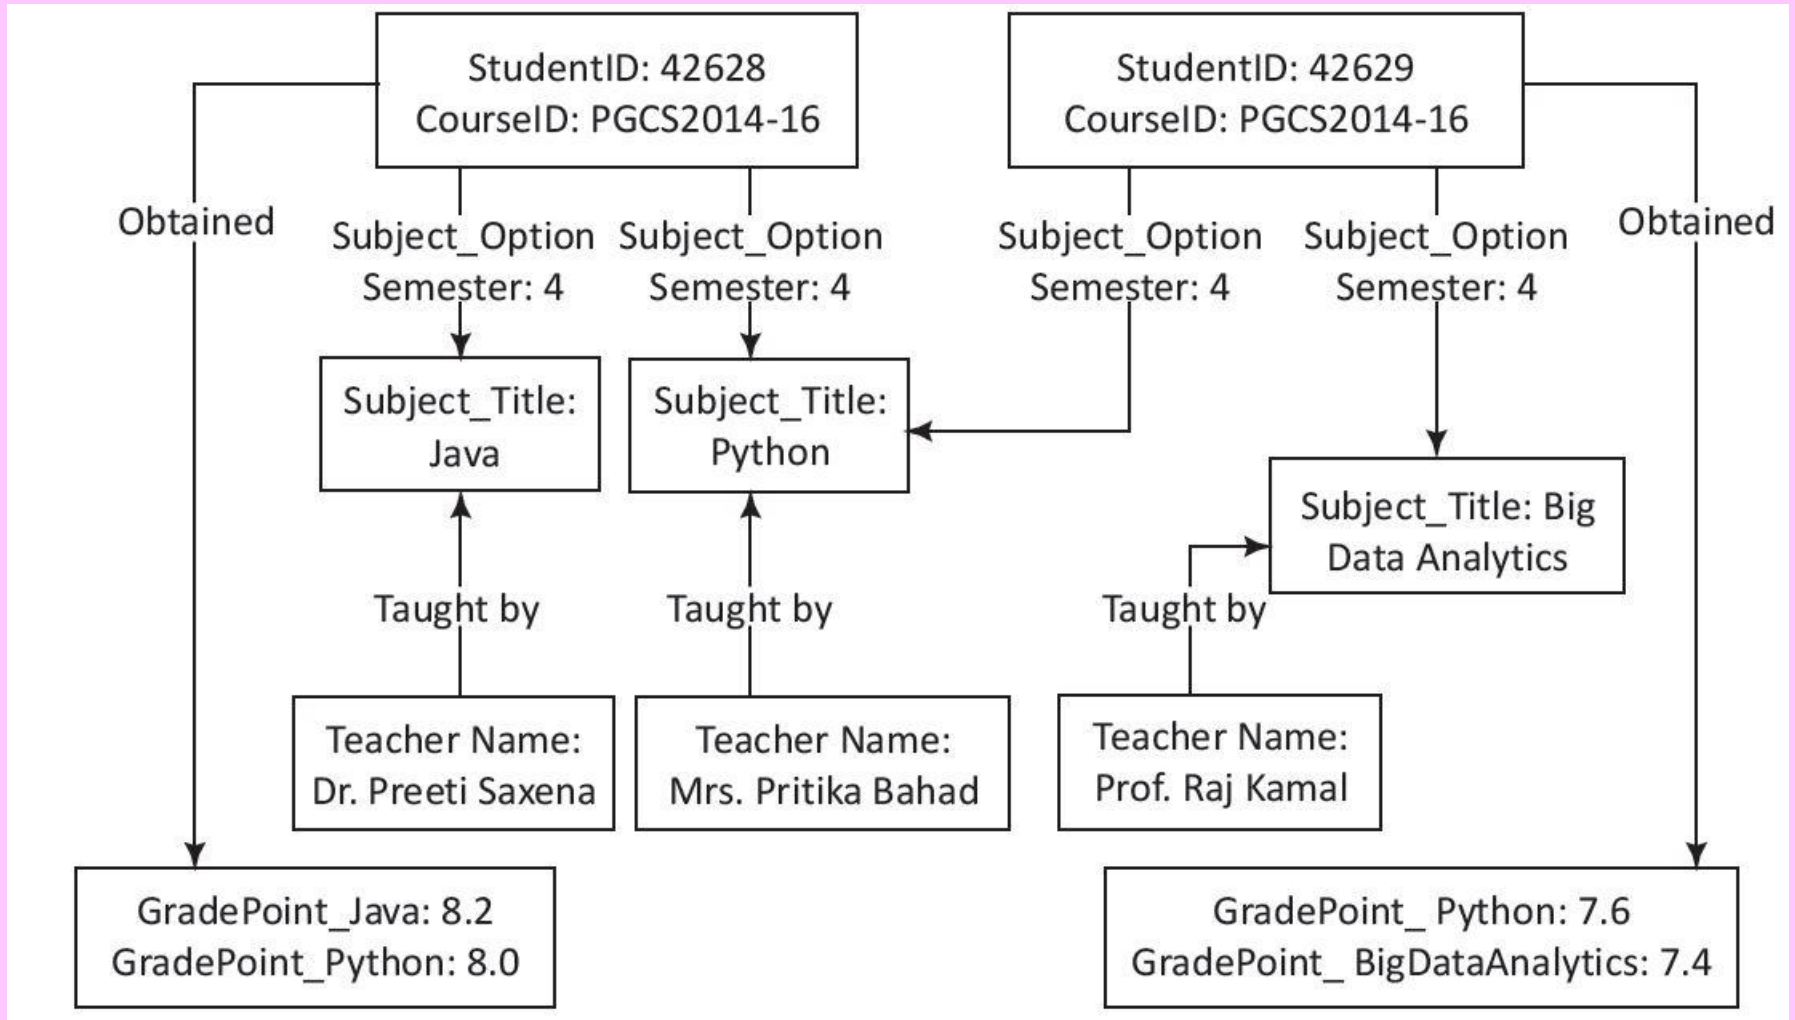 StudentID: 42628
CourseID: PGCS2014-16
StudentID: 42629
CourseID: PGCS2014-16
Obtained
Subject_Option
Semester: 4
Subject_Option
Semester: 4
Subject_Option
Semester: 4
Subject_Option
Semester: 4
Obtained
Subject_Title:
Java
Subject_Title:
Python
Subject_Title: Big
Data Analytics
Taught by
Taught by
Taught by
Teacher Name:
Dr. Preeti Saxena
Teacher Name:
Mrs. Pritika Bahad
Teacher Name:
Prof. Raj Kamal
GradePoint_Java: 8.2
GradePoint_Python: 8.0
GradePoint_ Python: 7.6
GradePoint_ BigDataAnalytics: 7.4